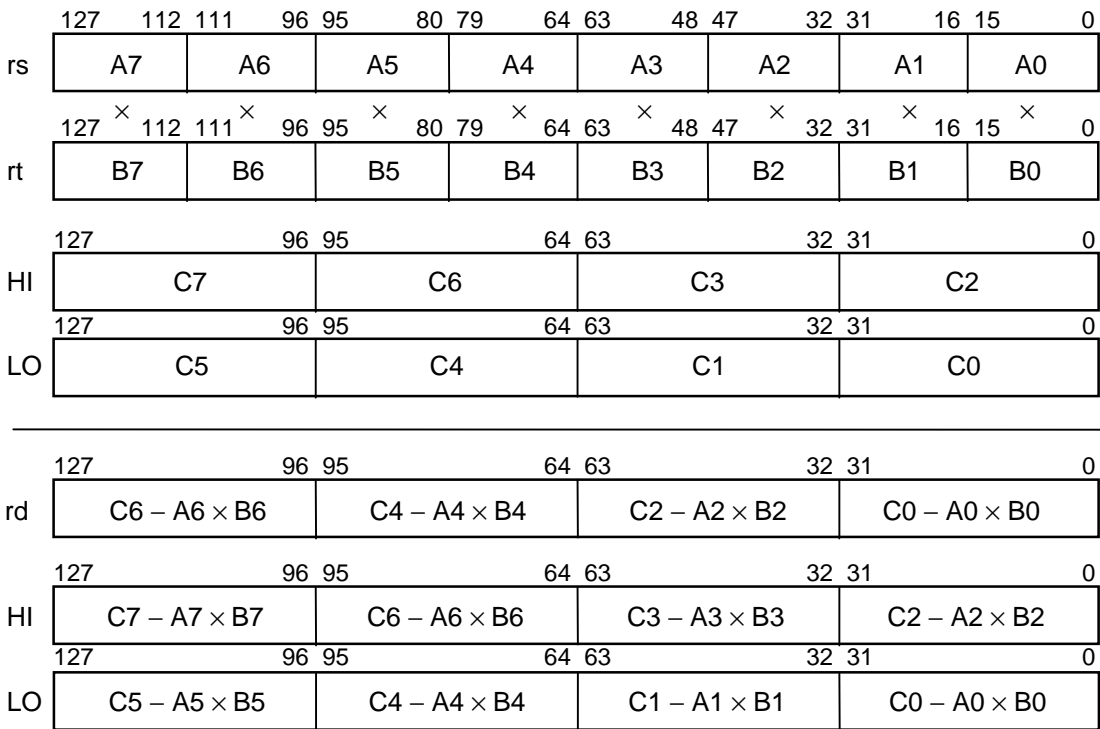 127 112 111 96 95 80 79 64 63 48 47 32 31 16 15 0
rs A7 A6 A5 A4 A3 A2 A1 A0
× × × × × × × ×
127 112 111 96 95 80 79 64 63 48 47 32 31 16 15 0
rt B7 B6 B5 B4 B3 B2 B1 B0
127 96 95 64 63 32 31 0
HI C7 C6 C3 C2
127 96 95 64 63 32 31 0
LO C5 C4 C1 C0
127 96 95 64 63 32 31 0
rd C6 – A6 × B6 C4 – A4 × B4 C2 – A2 × B2 C0 – A0 × B0
127 96 95 64 63 32 31 0
HI C7 – A7 × B7 C6 – A6 × B6 C3 – A3 × B3 C2 – A2 × B2
127 96 95 64 63 32 31 0
LO C5 – A5 × B5 C4 – A4 × B4 C1 – A1 × B1 C0 – A0 × B0